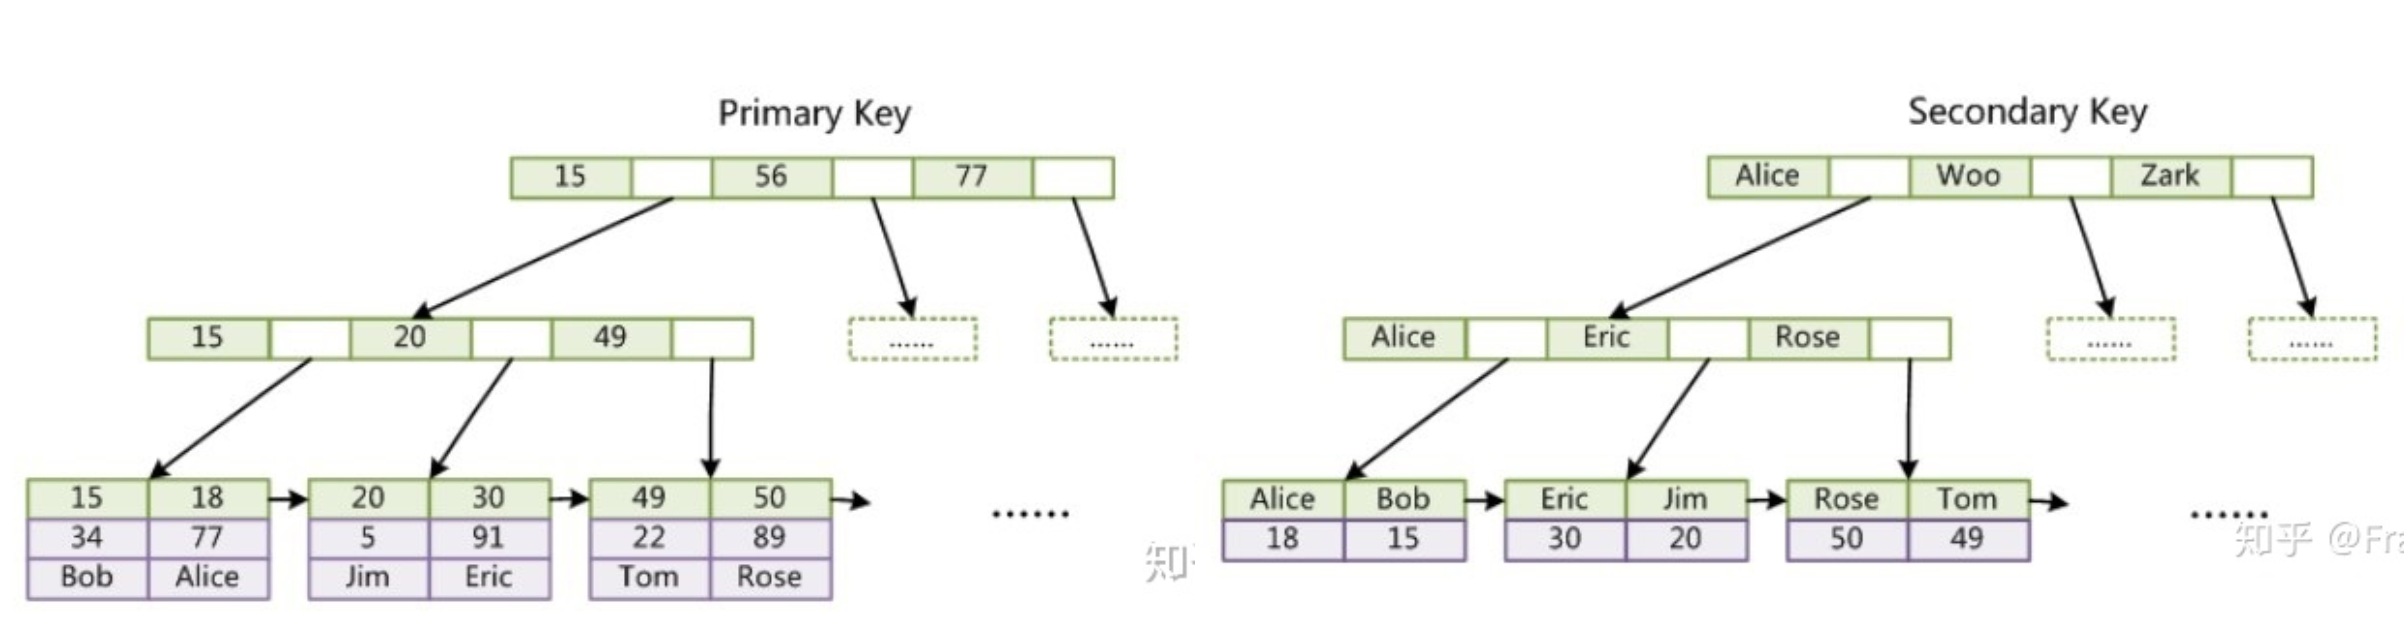 Primary Key
15 56 77
15 20 49
...... ......
15 18 20 30 49 50
34 77 5 91 22 89
Bob Alice Jim Eric Tom Rose
......
知
Secondary Key
Alice Woo Zark
Alice Eric Rose
...... ......
Alice Bob Eric Jim Rose Tom
18 15 30 20 50 49
......
知乎 @Fra